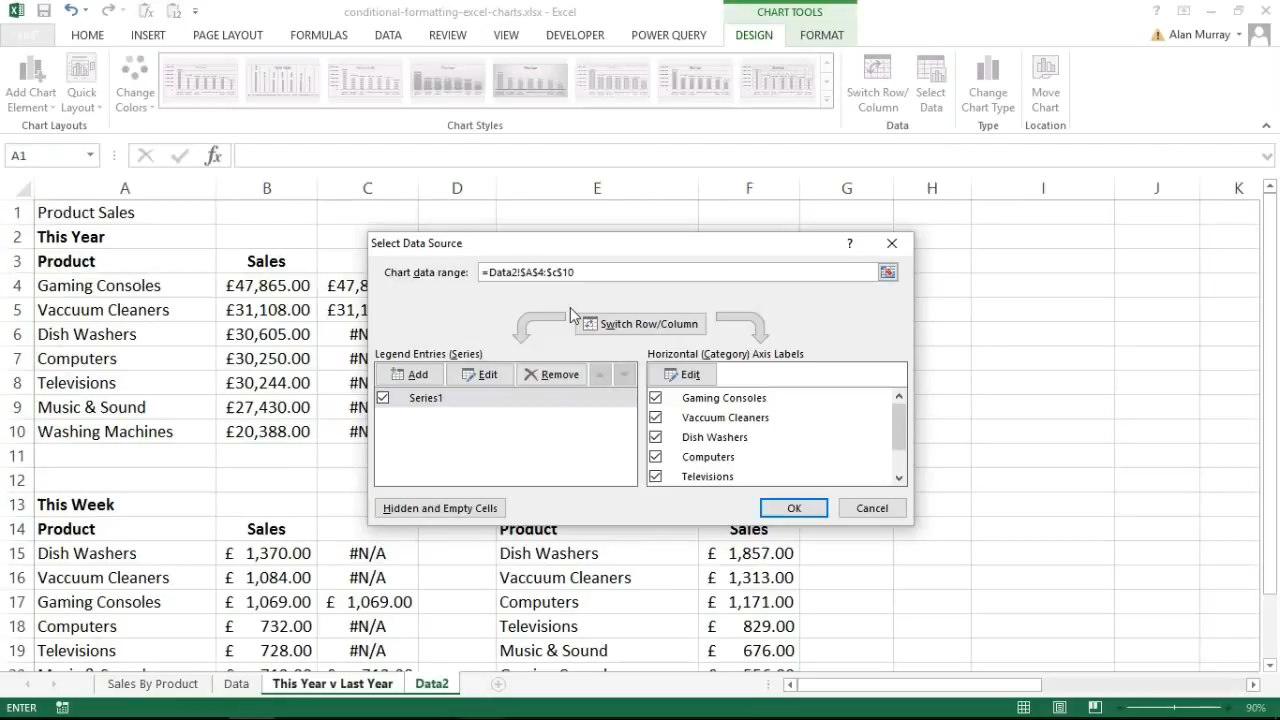 conditional-formatting-excel-charts.xlsx - Excel
CHART TOOLS
HOME INSERT PAGE LAYOUT FORMULAS DATA REVIEW VIEW DEVELOPER POWER QUERY DESIGN FORMAT Alan Murray
Add Chart Element Quick Layout Change Colors Switch Row/Column Select Data Change Chart Type Move Chart
Chart Layouts Chart Styles Data Type Location
A1
A B C D E F G H I J K
1 Product Sales
2 This Year
3 Product Sales
4 Gaming Consoles £47,865.00 £47,8
5 Vaccuum Cleaners £31,108.00 £31,1
6 Dish Washers £30,605.00 #N
7 Computers £30,250.00 #N
8 Televisions £30,244.00 #N
9 Music & Sound £27,430.00 #N
10 Washing Machines £20,388.00 #N
11
12
13 This Week
14 Product Sales Product Sales
15 Dish Washers £ 1,370.00 #N/A Dish Washers £ 1,857.00
16 Vaccuum Cleaners £ 1,084.00 #N/A Vaccuum Cleaners £ 1,313.00
17 Gaming Consoles £ 1,069.00 £ 1,069.00 Computers £ 1,171.00
18 Computers £ 732.00 #N/A Televisions £ 829.00
19 Televisions £ 728.00 #N/A Music & Sound £ 676.00
Select Data Source
Chart data range: =Data2!$A$4:$c$10
Switch Row/Column
Legend Entries (Series) Horizontal (Category) Axis Labels
Add Edit Remove Edit
Series1 Gaming Consoles
Vaccuum Cleaners
Dish Washers
Computers
Televisions
Hidden and Empty Cells OK Cancel
Sales By Product Data This Year v Last Year Data2
ENTER 90%